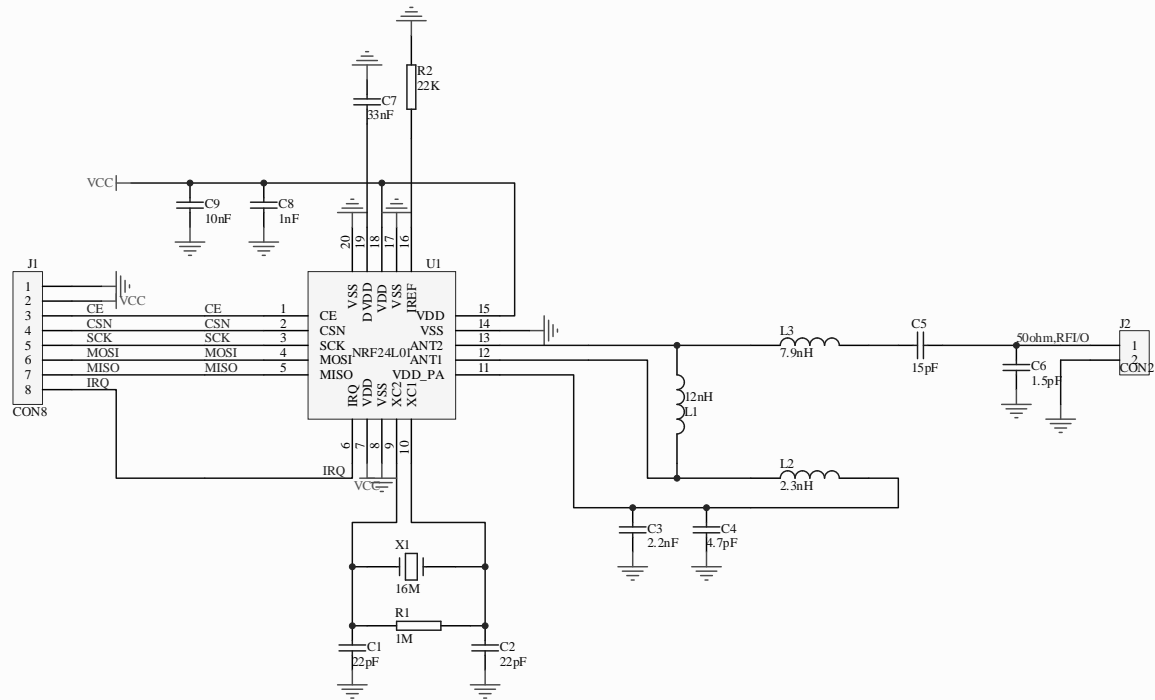 R2
22K
C7
33nF
VCC
C9
10nF
C8
1nF
20
19
18
17
16
J1
U1
1
2
3
4
5
6
7
8
CON8
VCC
CE
CSN
SCK
MOSI
MISO
IRQ
CE
CSN
SCK
MOSI
MISO
1
2
3
4
5
VSS
DVDD
VDD
VSS
IREF
CE
CSN
SCK
MOSI
MISO
NRF24L01
VDD
VSS
ANT2
ANT1
VDD_PA
IRQ
VDD
VSS
XC2
XC1
15
14
13
12
11
6
7
8
9
10
IRQ
VCC
L3
7.9nH
C5
15pF
50ohm,RFI/O
J2
1
2
CON2
C6
1.5pF
12nH
L1
L2
2.3nH
C3
2.2nF
C4
4.7pF
X1
16M
R1
1M
C1
22pF
C2
22pF